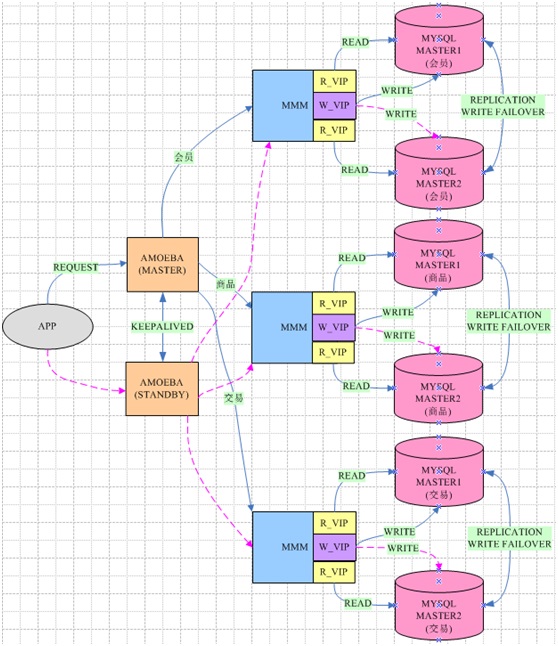 MYSQL
MASTER1
(会员)
READ
R_VIP
MMM
W_VIP
R_VIP
WRITE
WRITE
REPLICATION
WRITE FAILOVER
READ
MYSQL
MASTER2
(会员)
会员
AMOEBA
(MASTER)
REQUEST
商品
APP
KEEPALIVED
AMOEBA
(STANDBY)
交易
MYSQL
MASTER1
(商品)
READ
R_VIP
MMM
W_VIP
R_VIP
WRITE
WRITE
REPLICATION
WRITE FAILOVER
READ
MYSQL
MASTER2
(商品)
MYSQL
MASTER1
(交易)
READ
R_VIP
MMM
W_VIP
R_VIP
WRITE
WRITE
REPLICATION
WRITE FAILOVER
READ
MYSQL
MASTER2
(交易)